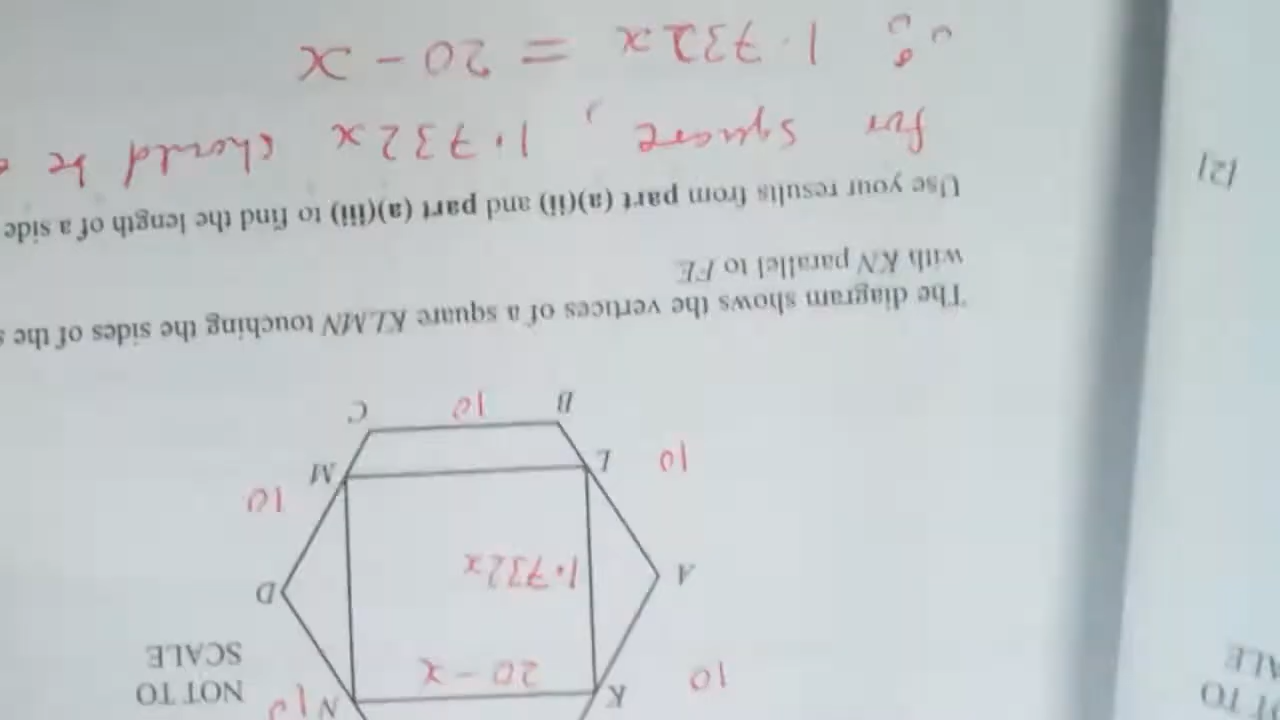 T TO
ALE
10 K 20 - x N 10 NOT TO
SCALE
A 1.732x D
10 L M 10
B 10 C
The diagram shows the vertices of a square KLMN touching the sides of the
with KN parallel to FE
Use your results from part (a)(ii) and part (a)(iii) to find the length of a side
[2]
for square, 1.732x should be
∴ 1.732x = 20 - x